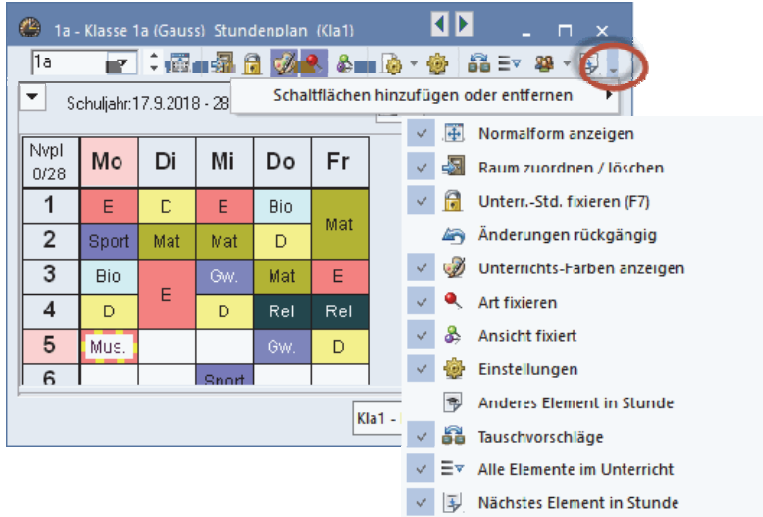 1a - Klasse 1a (Gauss) Stundenplan (Kla1)
1a
Schaltflächen hinzufügen oder entfernen
Schuljahr:17.9.2018 - 28
Nvpl
0/28 Mo Di Mi Do Fr
1 E D E Bio Mat
2 Sport Mat Mat D
3 Bio E Gw. Mat E
4 D D Rel Rel
5 Mus. Gw. D
6 Sport
Kla1 -
Normalform anzeigen
Raum zuordnen / löschen
Unterr.-Std. fixieren (F7)
Änderungen rückgängig
Unterrichts-Farben anzeigen
Art fixieren
Ansicht fixiert
Einstellungen
Anderes Element in Stunde
Tauschvorschläge
Alle Elemente im Unterricht
Nächstes Element in Stunde